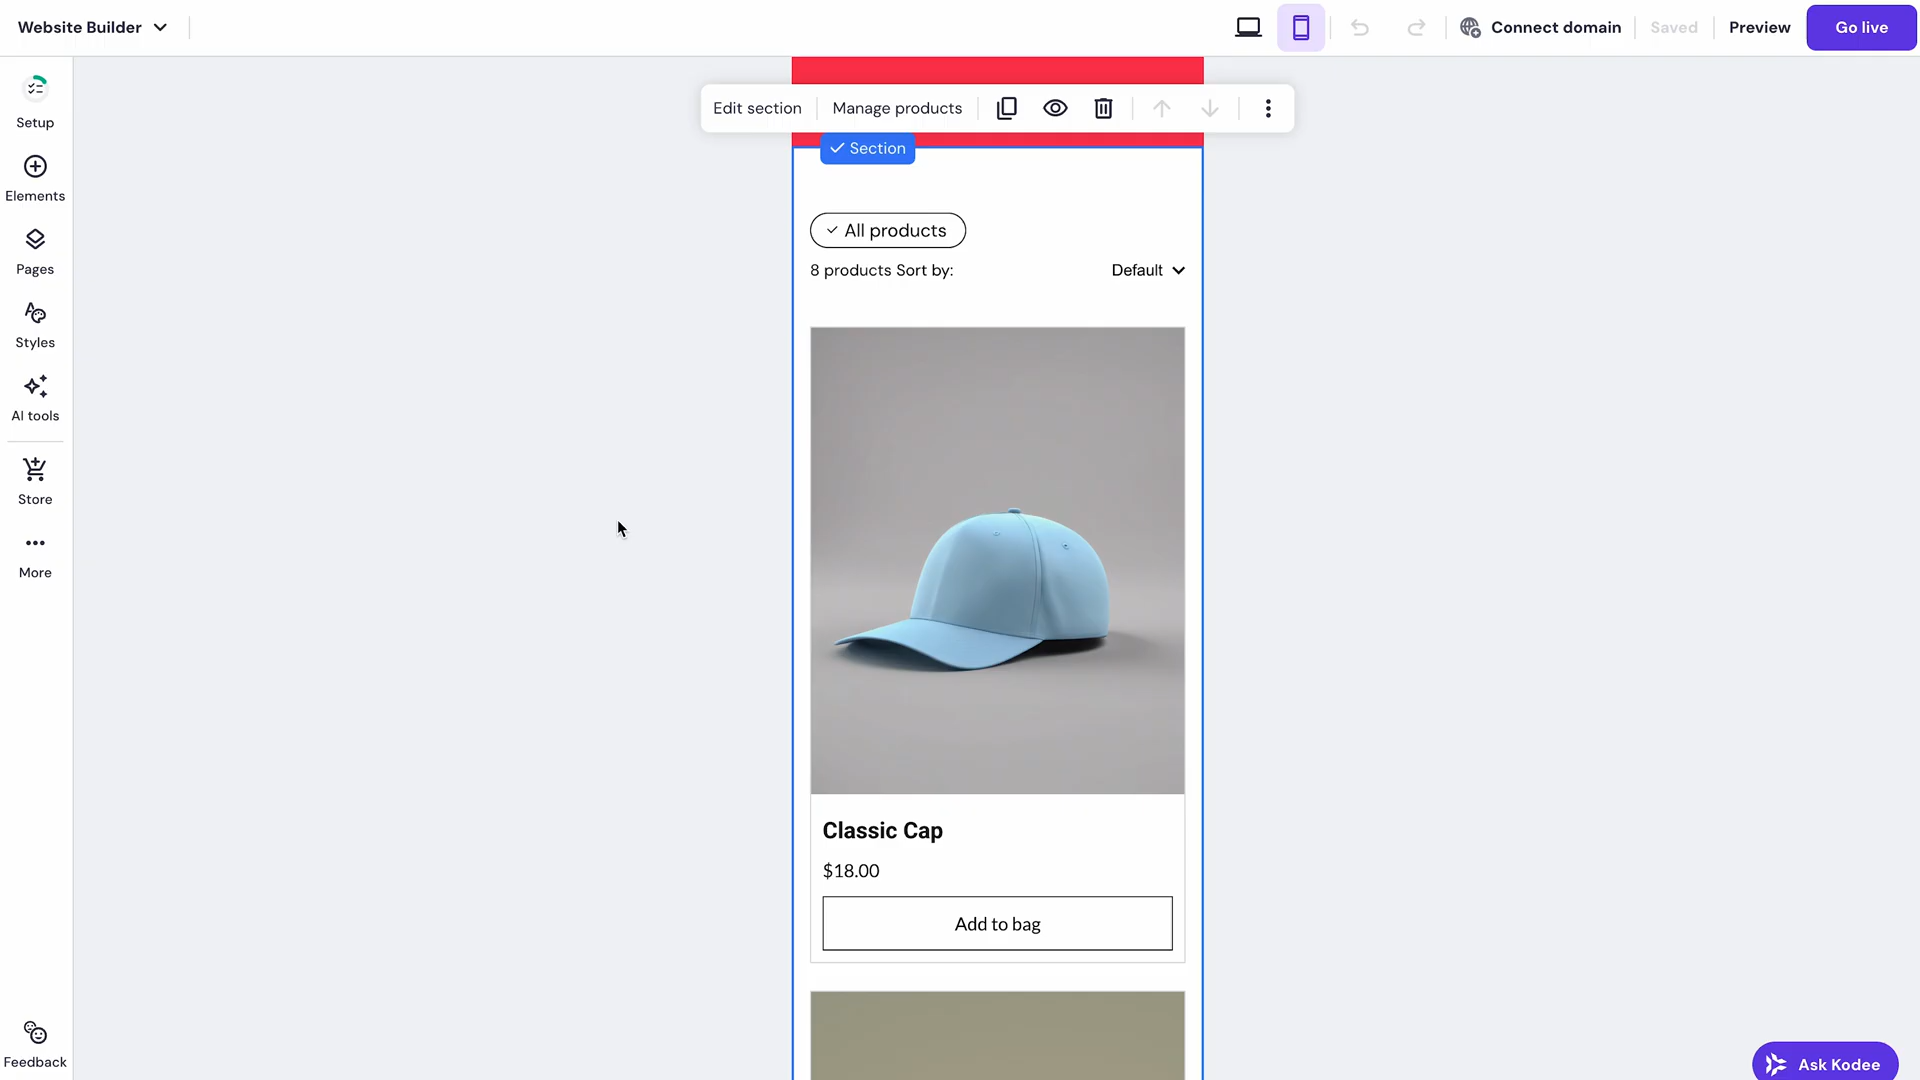 Website Builder
Connect domain
Saved
Preview
Go live
Edit section
Manage products
Section
Setup
Elements
Pages
Styles
AI tools
Store
More
Feedback
All products
8 products Sort by:
Default
Classic Cap
$18.00
Add to bag
Ask Kodee